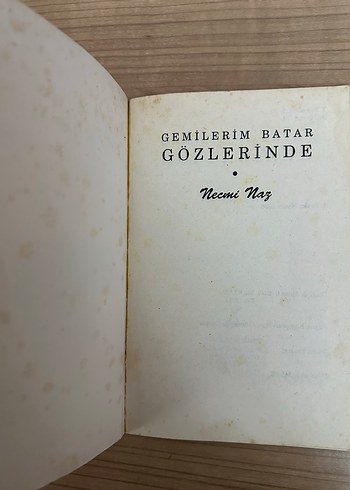 GEMİLERİM BATAR
GÖZLERİNDE
•
Necmi Naz